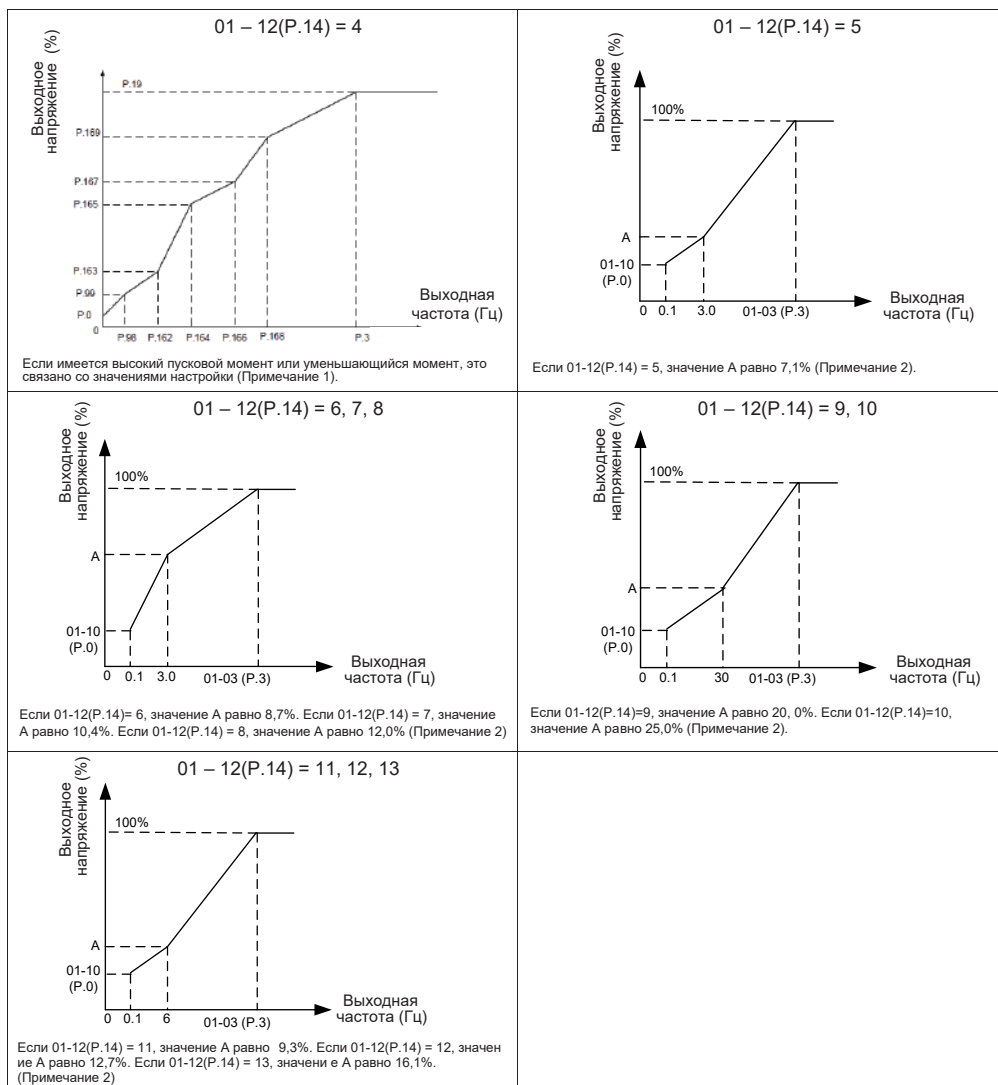 01 – 12(P.14) = 4
Выходное
напряжение (%)
P.19
P.169
P.167
P.165
P.163
P.99
P.0
0
P.98
P.162
P.164
P.166
P.168
P.3
Выходная
частота (Гц)
Если имеется высокий пусковой момент или уменьшающийся момент, это
связано со значениями настройки (Примечание 1).
01 – 12(P.14) = 5
Выходное
напряжение (%)
100%
A
01-10
(P.0)
0
0.1
3.0
01-03 (P.3)
Выходная
частота (Гц)
Если 01-12(P.14) = 5, значение А равно 7,1% (Примечание 2).
01 – 12(P.14) = 6, 7, 8
Выходное
напряжение (%)
100%
A
01-10
(P.0)
0
0.1
3.0
01-03 (P.3)
Выходная
частота (Гц)
Если 01-12(P.14)= 6, значение А равно 8,7%. Если 01-12(P.14) = 7, значение
А равно 10,4%. Если 01-12(P.14) = 8, значение А равно 12,0% (Примечание 2)
01 – 12(P.14) = 9, 10
Выходное
напряжение (%)
100%
A
01-10
(P.0)
0
0.1
30
01-03 (P.3)
Выходная
частота (Гц)
Если 01-12(P.14)=9, значение А равно 20, 0%. Если 01-12(P.14)=10,
значение А равно 25,0% (Примечание 2).
01 – 12(P.14) = 11, 12, 13
Выходное
напряжение (%)
100%
A
01-10
(P.0)
0
0.1
6
01-03 (P.3)
Выходная
частота (Гц)
Если 01-12(P.14) = 11, значение А равно 9,3%. Если 01-12(P.14) = 12, значен
ие А равно 12,7%. Если 01-12(P.14) = 13, значени е А равно 16,1%.
(Примечание 2)